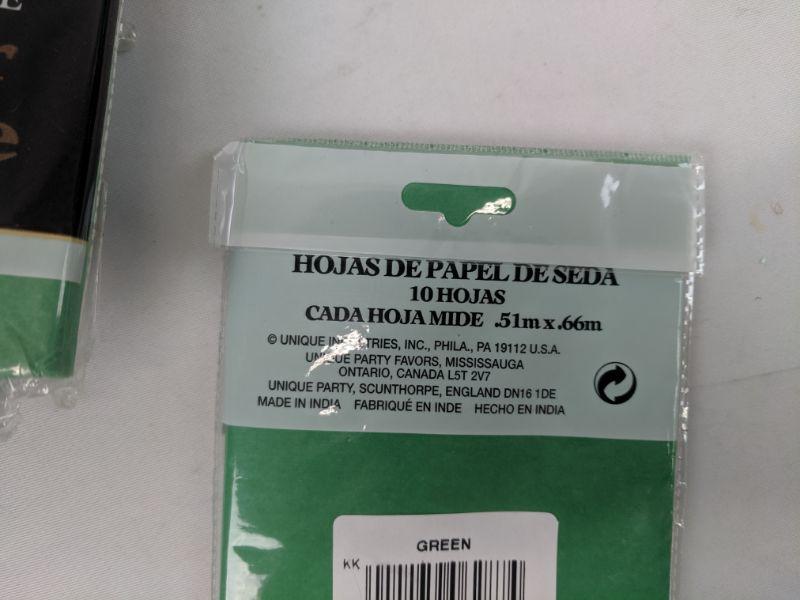 HOJAS DE PAPEL DE SEDA
10 HOJAS
CADA HOJA MIDE .51m x .66m
© UNIQUE INDUSTRIES, INC., PHILA., PA 19112 U.S.A.
UNIQUE PARTY FAVORS, MISSISSAUGA
ONTARIO, CANADA L5T 2V7
UNIQUE PARTY, SCUNTHORPE, ENGLAND DN16 1DE
MADE IN INDIA FABRIQUÉ EN INDE HECHO EN INDIA
GREEN
KK